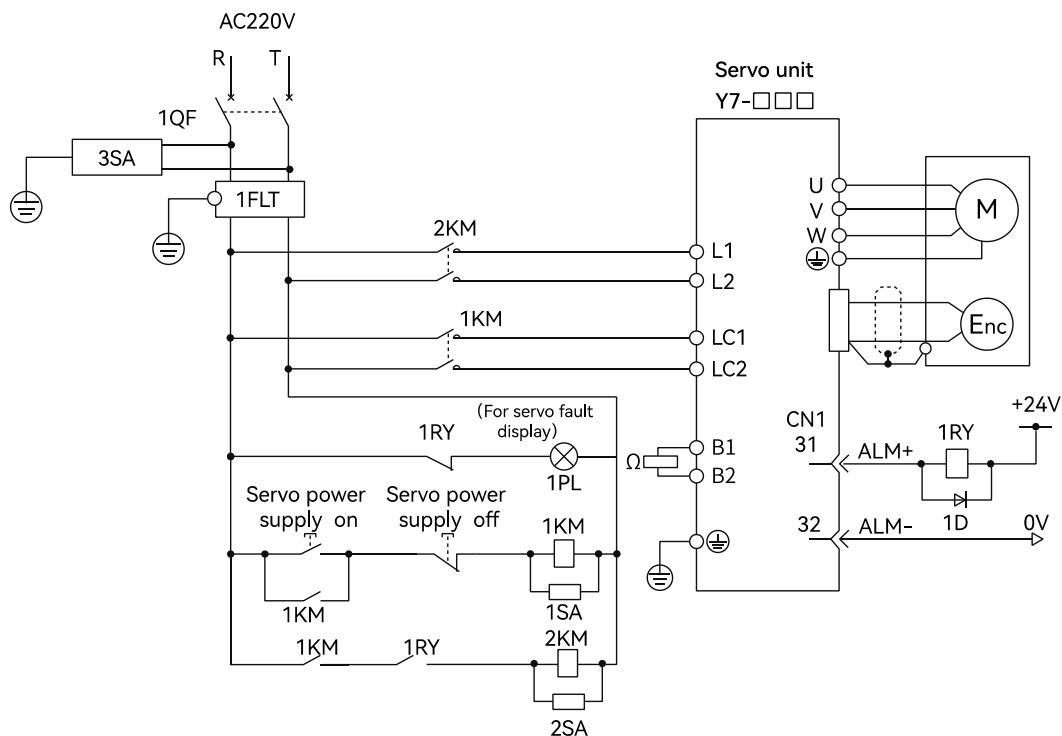 AC220V
R T
Servo unit
Y7-□□□
1QF
3SA
1FLT
U
V
W
M
2KM
L1
L2
1KM
LC1
LC2
Enc
(For servo fault
display)
1RY
1PL
Ω
B1
B2
CN1
31
ALM+
1RY
+24V
1D
32
ALM-
0V
Servo power
supply on
Servo power
supply off
1KM
1KM
1SA
1KM
1RY
2KM
2SA